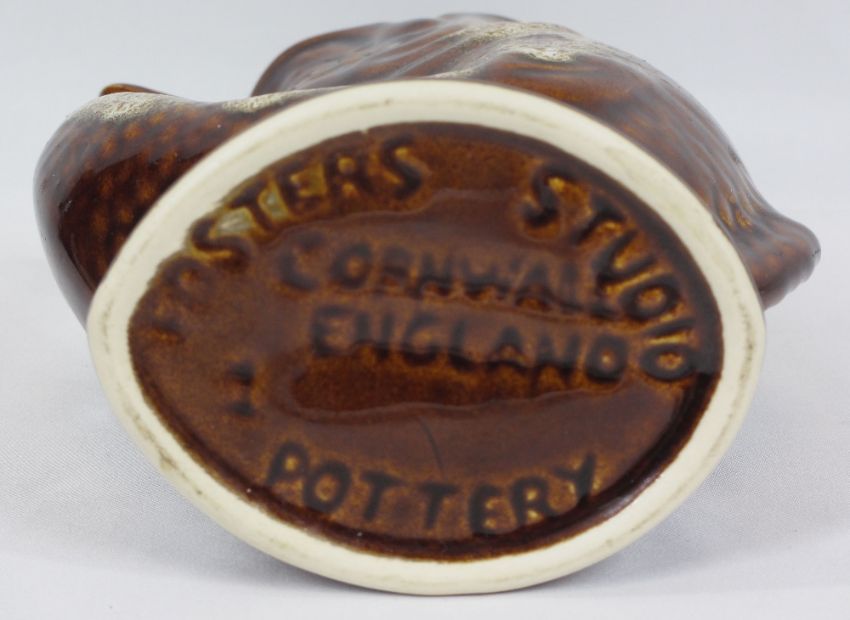 FOSTERS STUDIO
CORNWALL
ENGLAND
I
POTTERY